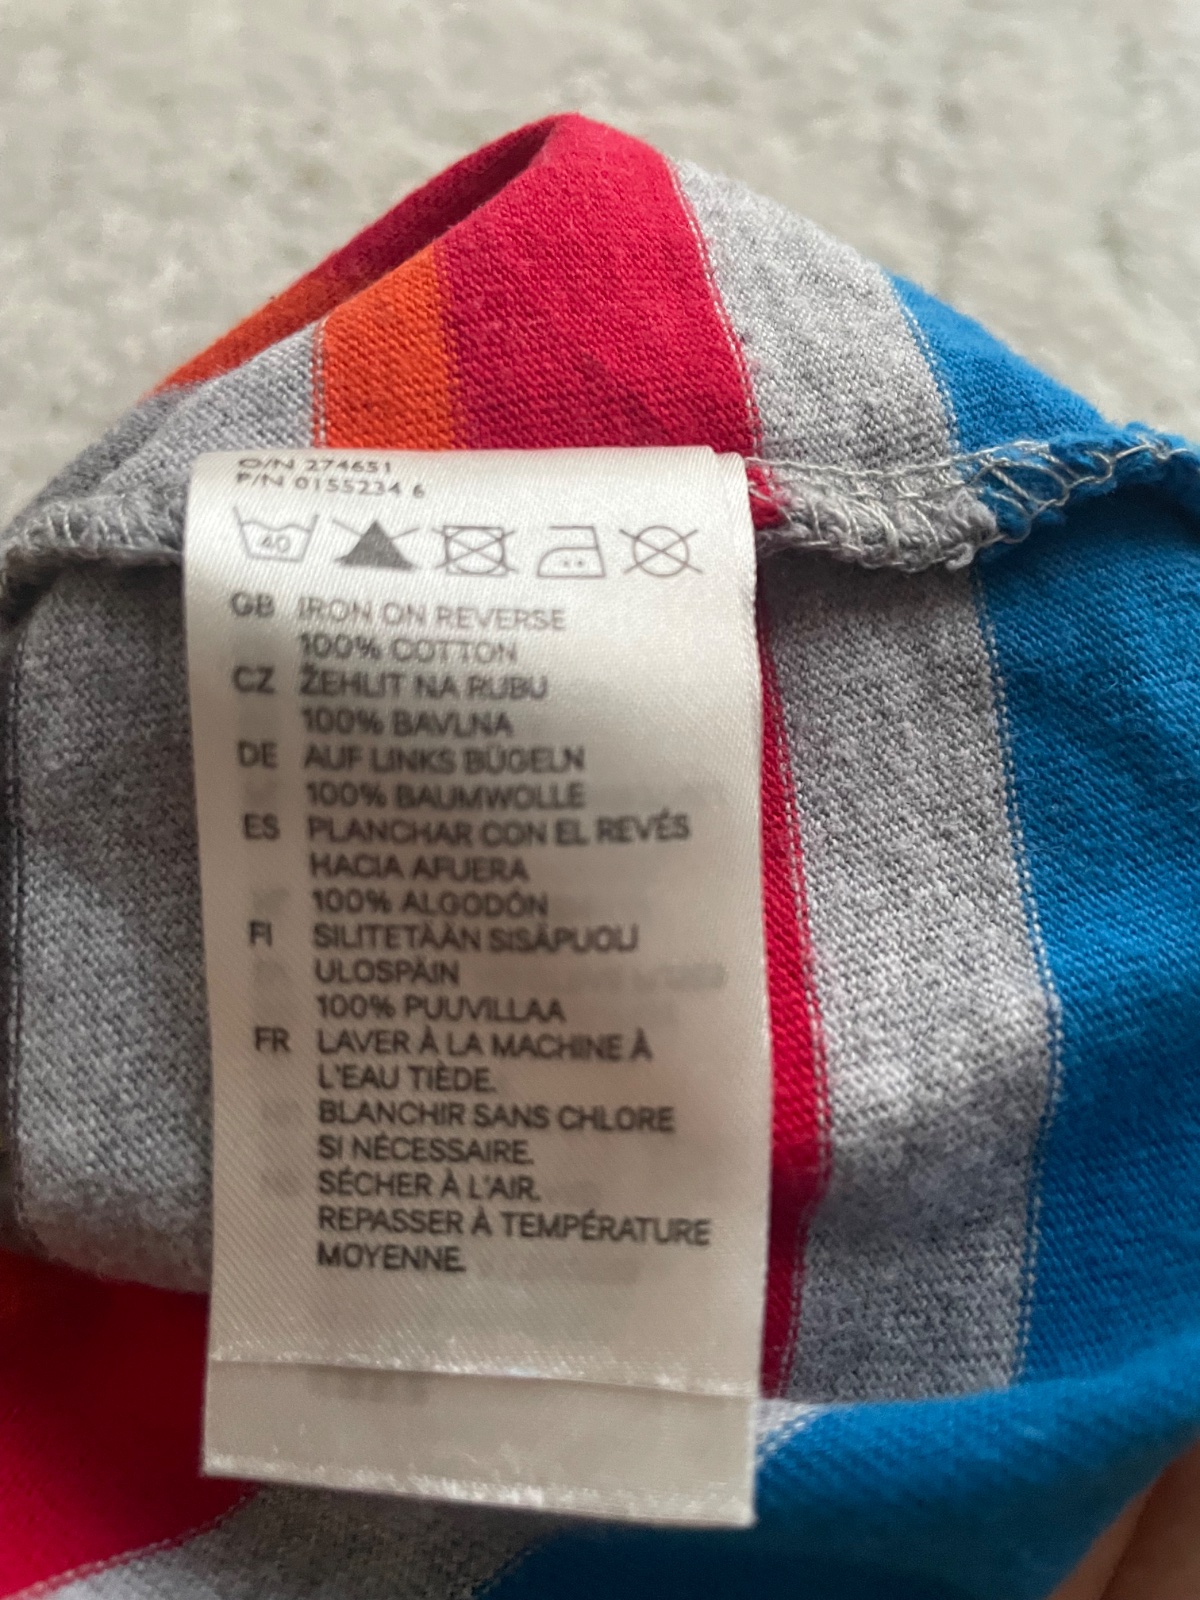 O/N 274651
P/N 0155234 6
40
GB IRON ON REVERSE
100% COTTON
CZ ŽEHLIT NA RUBU
100% BAVLNA
DE AUF LINKS BÜGELN
100% BAUMWOLLE
ES PLANCHAR CON EL REVÉS
HACIA AFUERA
100% ALGODÓN
FI SILITETÄÄN SISÄPUOLI
ULOSPÄIN
100% PUUVILLAA
FR LAVER À LA MACHINE À
L'EAU TIÈDE.
BLANCHIR SANS CHLORE
SI NÉCESSAIRE.
SÉCHER À L'AIR.
REPASSER À TEMPÉRATURE
MOYENNE.